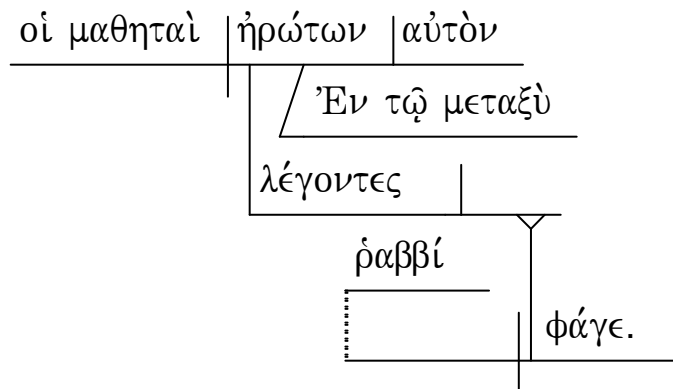 οἱ μαθηταὶ ἠρώτων αὐτὸν
Ἐν τῷ μεταξὺ
λέγοντες
ῥαββί
φάγε.